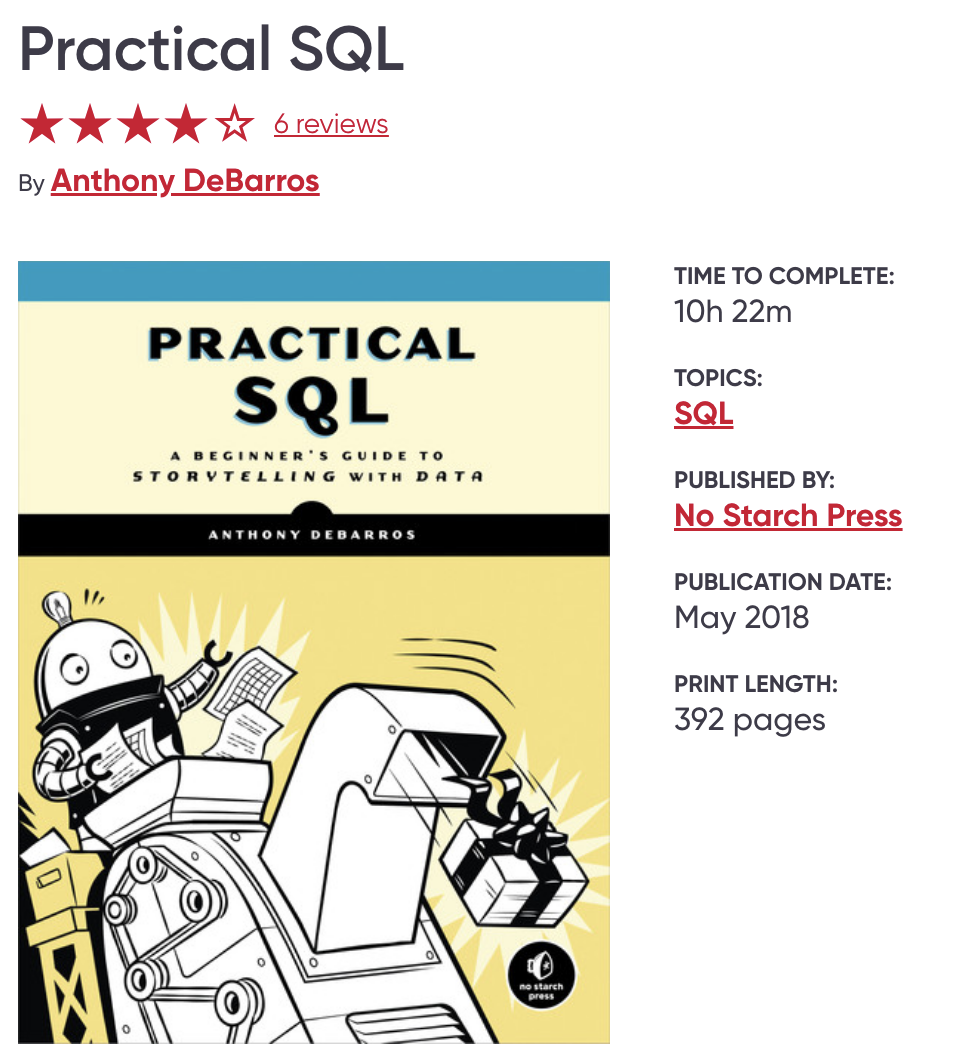 Practical SQL
6 reviews
By Anthony DeBarros
PRACTICAL
SQL
A BEGINNER'S GUIDE TO
STORYTELLING WITH DATA
ANTHONY DEBARROS
no starch
press
TIME TO COMPLETE:
10h 22m
TOPICS:
SQL
PUBLISHED BY:
No Starch Press
PUBLICATION DATE:
May 2018
PRINT LENGTH:
392 pages